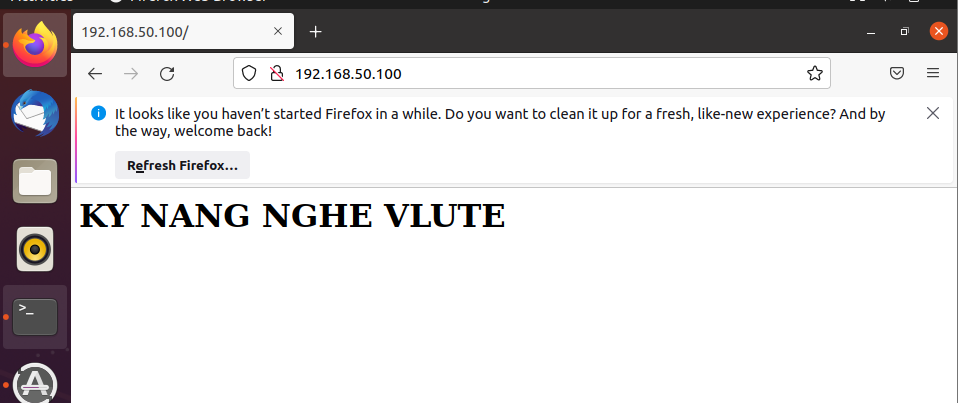 192.168.50.100/
192.168.50.100
It looks like you haven’t started Firefox in a while. Do you want to clean it up for a fresh, like-new experience? And by
the way, welcome back!
Refresh Firefox…
KY NANG NGHE VLUTE